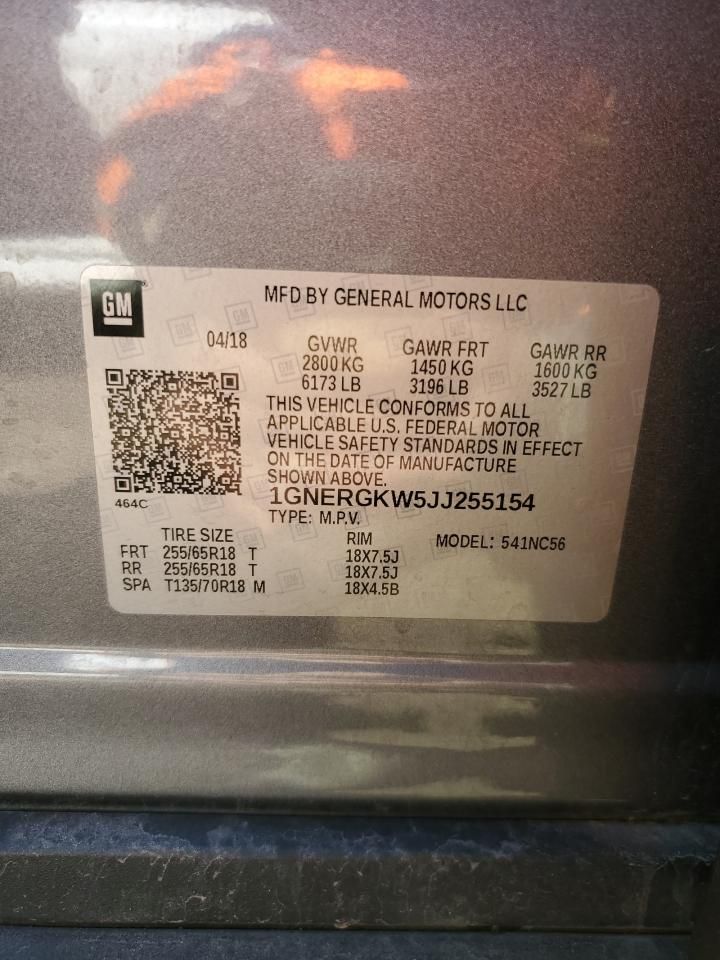 GM
MFD BY GENERAL MOTORS LLC
04/18 GVWR GAWR FRT GAWR RR
2800 KG 1450 KG 1600 KG
6173 LB 3196 LB 3527 LB
THIS VEHICLE CONFORMS TO ALL
APPLICABLE U.S. FEDERAL MOTOR
VEHICLE SAFETY STANDARDS IN EFFECT
ON THE DATE OF MANUFACTURE
SHOWN ABOVE.
1GNERGKW5JJ255154
464C
TYPE: M.P.V.
TIRE SIZE RIM MODEL: 541NC56
FRT 255/65R18 T 18X7.5J
RR 255/65R18 T 18X7.5J
SPA T135/70R18 M 18X4.5B